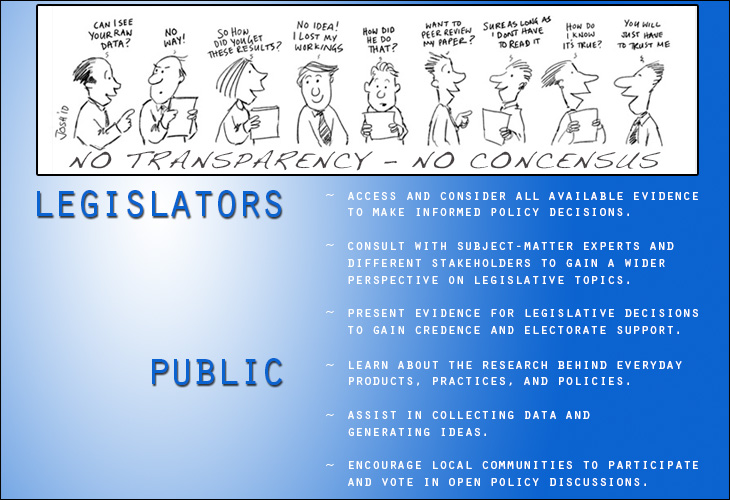 CAN I SEE
YOUR RAW
DATA?
NO
WAY!
SO HOW
DID YOU GET
THESE RESULTS?
NO IDEA!
I LOST MY
WORKINGS
HOW DID
HE DO
THAT?
WANT TO
PEER REVIEW
MY PAPER?
SURE AS LONG AS
I DON'T HAVE
TO READ IT
HOW DO
I KNOW
IT'S TRUE?
YOU WILL
JUST HAVE
TO TRUST ME
JOSH 10
NO TRANSPARENCY - NO CONCENSUS
LEGISLATORS
~ ACCESS AND CONSIDER ALL AVAILABLE EVIDENCE
TO MAKE INFORMED POLICY DECISIONS.
~ CONSULT WITH SUBJECT-MATTER EXPERTS AND
DIFFERENT STAKEHOLDERS TO GAIN A WIDER
PERSPECTIVE ON LEGISLATIVE TOPICS.
~ PRESENT EVIDENCE FOR LEGISLATIVE DECISIONS
TO GAIN CREDENCE AND ELECTORATE SUPPORT.
PUBLIC
~ LEARN ABOUT THE RESEARCH BEHIND EVERYDAY
PRODUCTS, PRACTICES, AND POLICIES.
~ ASSIST IN COLLECTING DATA AND
GENERATING IDEAS.
~ ENCOURAGE LOCAL COMMUNITIES TO PARTICIPATE
AND VOTE IN OPEN POLICY DISCUSSIONS.